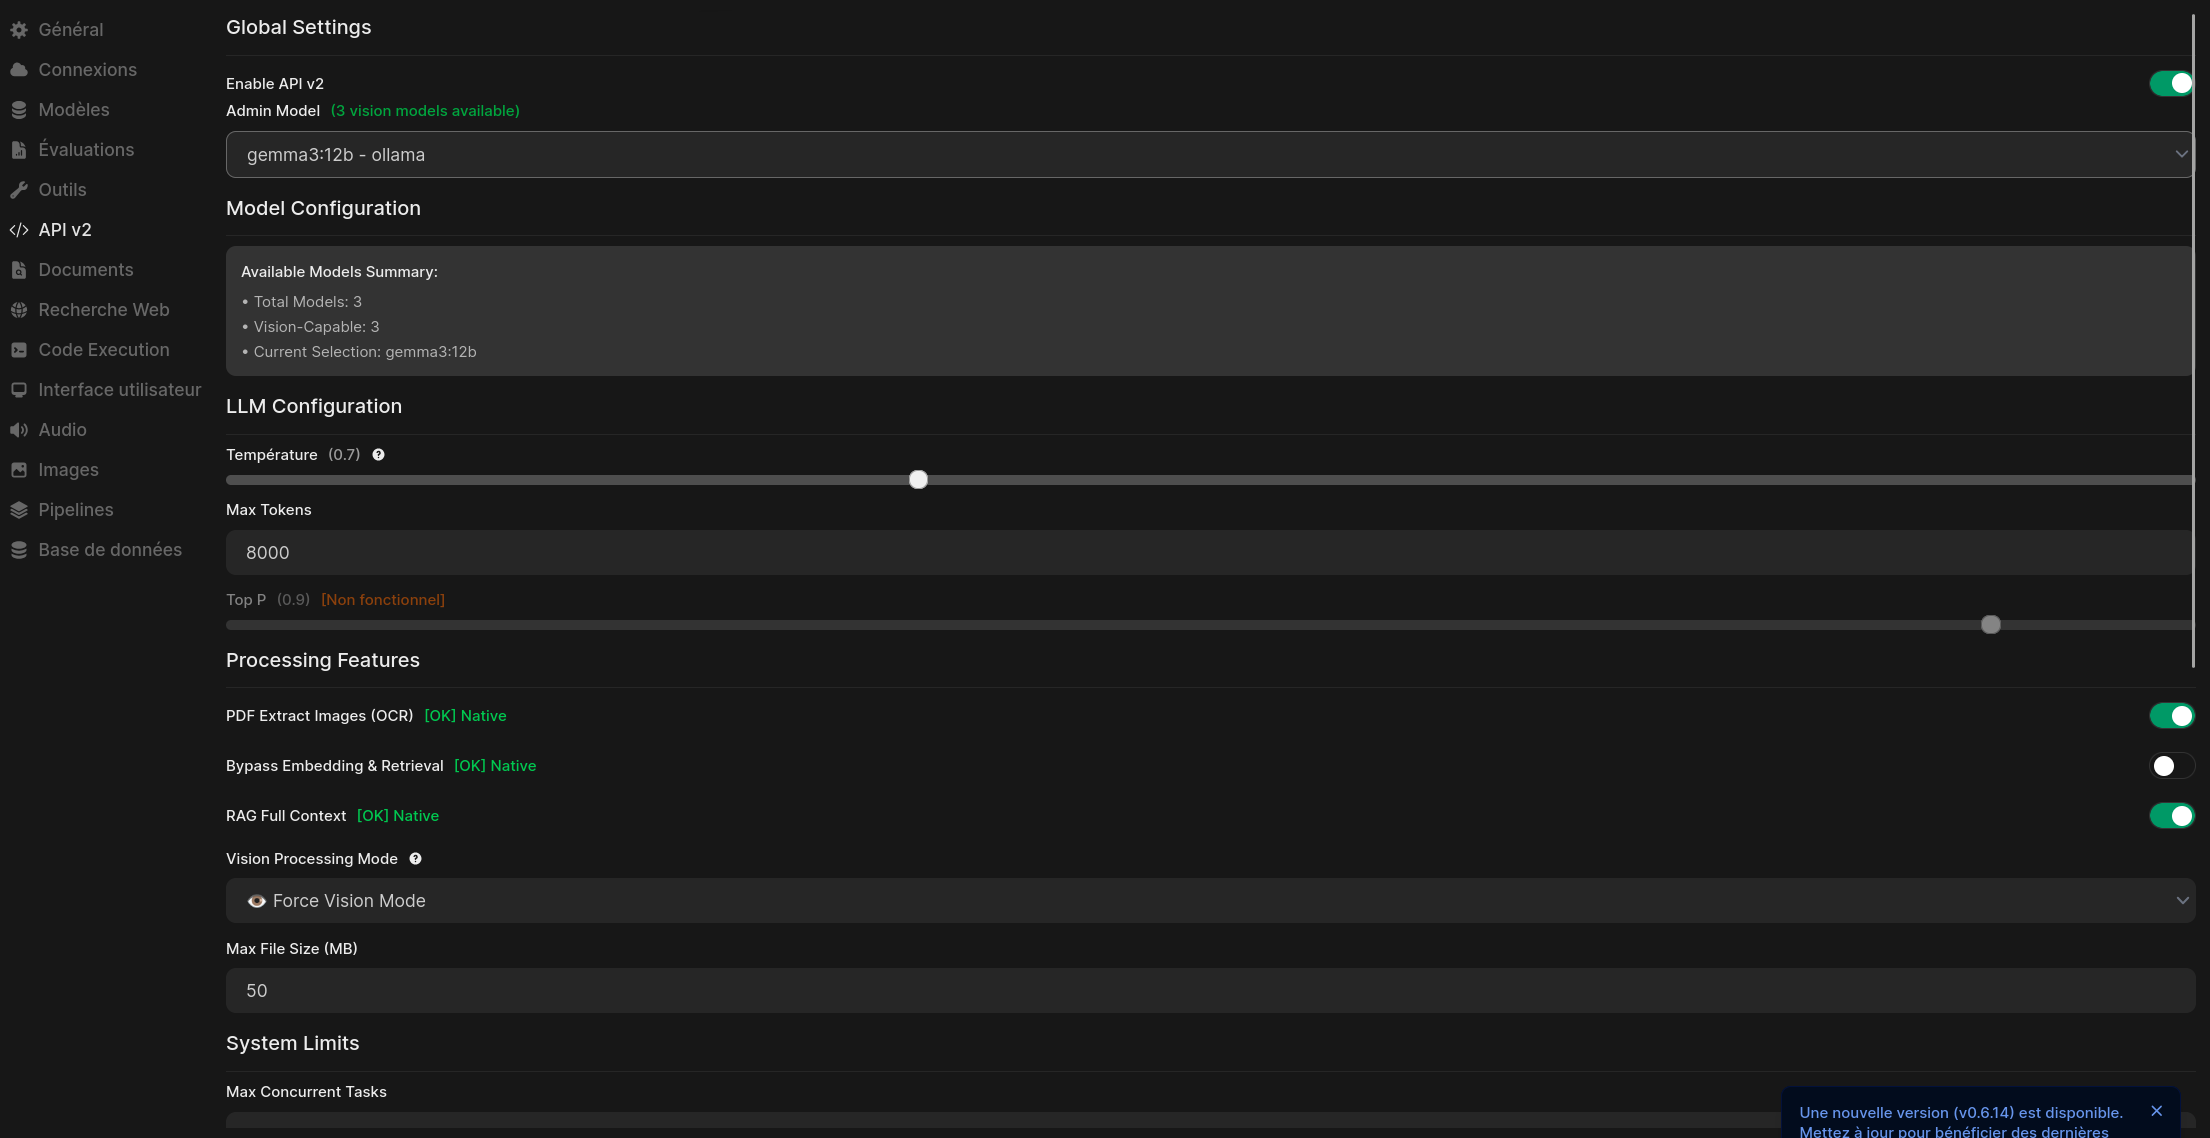 Général
Connexions
Modèles
Évaluations
Outils
API v2
Documents
Recherche Web
Code Execution
Interface utilisateur
Audio
Images
Pipelines
Base de données
Global Settings
Enable API v2
Admin Model (3 vision models available)
gemma3:12b - ollama
Model Configuration
Available Models Summary:
• Total Models: 3
• Vision-Capable: 3
• Current Selection: gemma3:12b
LLM Configuration
Température (0.7)
Max Tokens
8000
Top P (0.9) [Non fonctionnel]
Processing Features
PDF Extract Images (OCR) [OK] Native
Bypass Embedding & Retrieval [OK] Native
RAG Full Context [OK] Native
Vision Processing Mode
Force Vision Mode
Max File Size (MB)
50
System Limits
Max Concurrent Tasks
Une nouvelle version (v0.6.14) est disponible.
Mettez à jour pour bénéficier des dernières